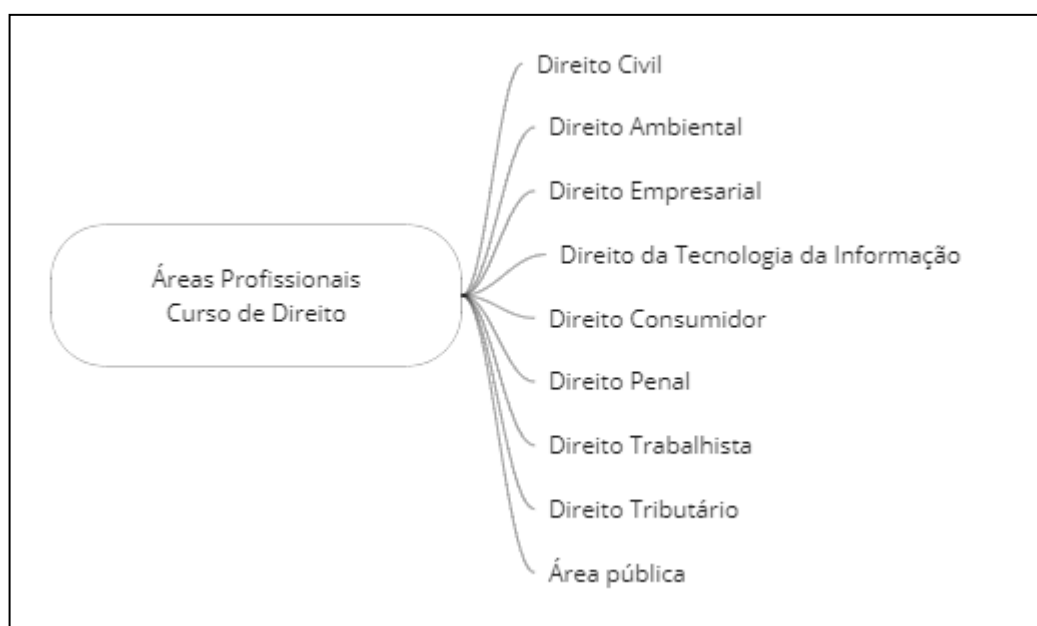 Direito Civil
Direito Ambiental
Direito Empresarial
Direito da Tecnologia da Informação
Áreas Profissionais
Curso de Direito
Direito Consumidor
Direito Penal
Direito Trabalhista
Direito Tributário
Área pública